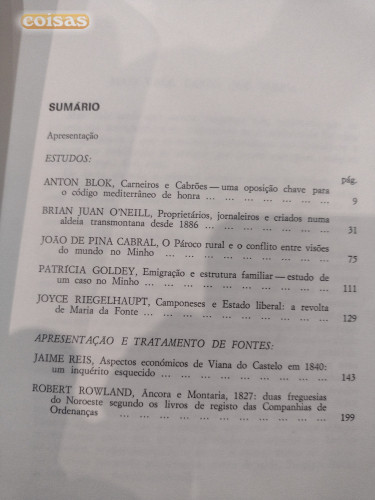 coisas
SUMÁRIO
Apresentação
ESTUDOS:
pág.
ANTON BLOK, Carneiros e Cabrões — uma oposição chave para
o código mediterrâneo de honra ... ... ... ... ... ... ... 9
BRIAN JUAN O'NEILL, Proprietários, jornaleiros e criados numa
aldeia transmontana desde 1886 ... ... ... ... ... ... ... 31
JOÃO DE PINA CABRAL, O Pároco rural e o conflito entre visões
do mundo no Minho ... ... ... ... ... ... ... ... ... 75
PATRICIA GOLDEY, Emigração e estrutura familiar — estudo de
um caso no Minho ... ... ... ... ... ... ... ... ... 111
JOYCE RIEGELHAUPT, Camponeses e Estado liberal: a revolta
de Maria da Fonte ... ... ... ... ... ... ... ... ... 129
APRESENTAÇÃO E TRATAMENTO DE FONTES:
JAIME REIS, Aspectos económicos de Viana do Castelo em 1840:
um inquérito esquecido ... ... ... ... ... ... ... ... 143
ROBERT ROWLAND, Âncora e Montaria, 1827: duas freguesias
do Noroeste segundo os livros de registo das Companhias de
Ordenanças ... ... ... ... ... ... ... ... ... ... 199